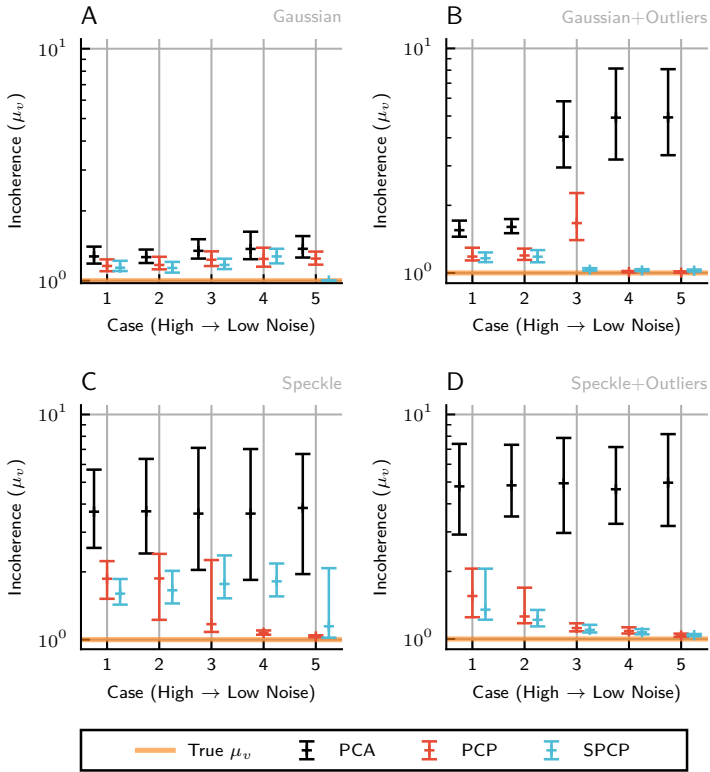 A Gaussian
10¹
10⁰
Incoherence (μᵥ)
1 2 3 4 5
Case (High → Low Noise)
B Gaussian+Outliers
10¹
10⁰
Incoherence (μᵥ)
1 2 3 4 5
Case (High → Low Noise)
C Speckle
10¹
10⁰
Incoherence (μᵥ)
1 2 3 4 5
Case (High → Low Noise)
D Speckle+Outliers
10¹
10⁰
Incoherence (μᵥ)
1 2 3 4 5
Case (High → Low Noise)
True μᵥ PCA PCP SPCP